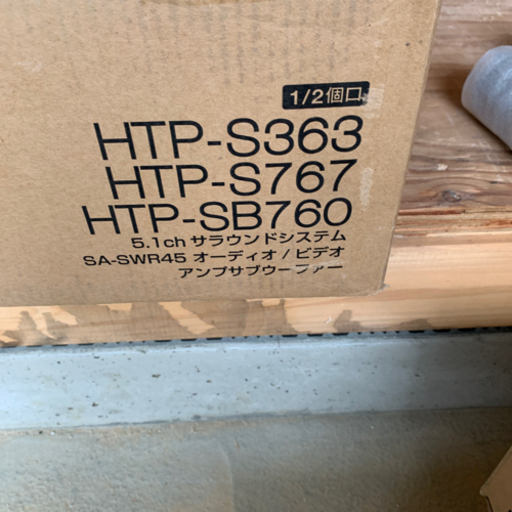 1/2個口
HTP-S363
HTP-S767
HTP-SB760
5.1ch サラウンドシステム
SA-SWR45 オーディオ / ビデオ
アンプサブウーファー